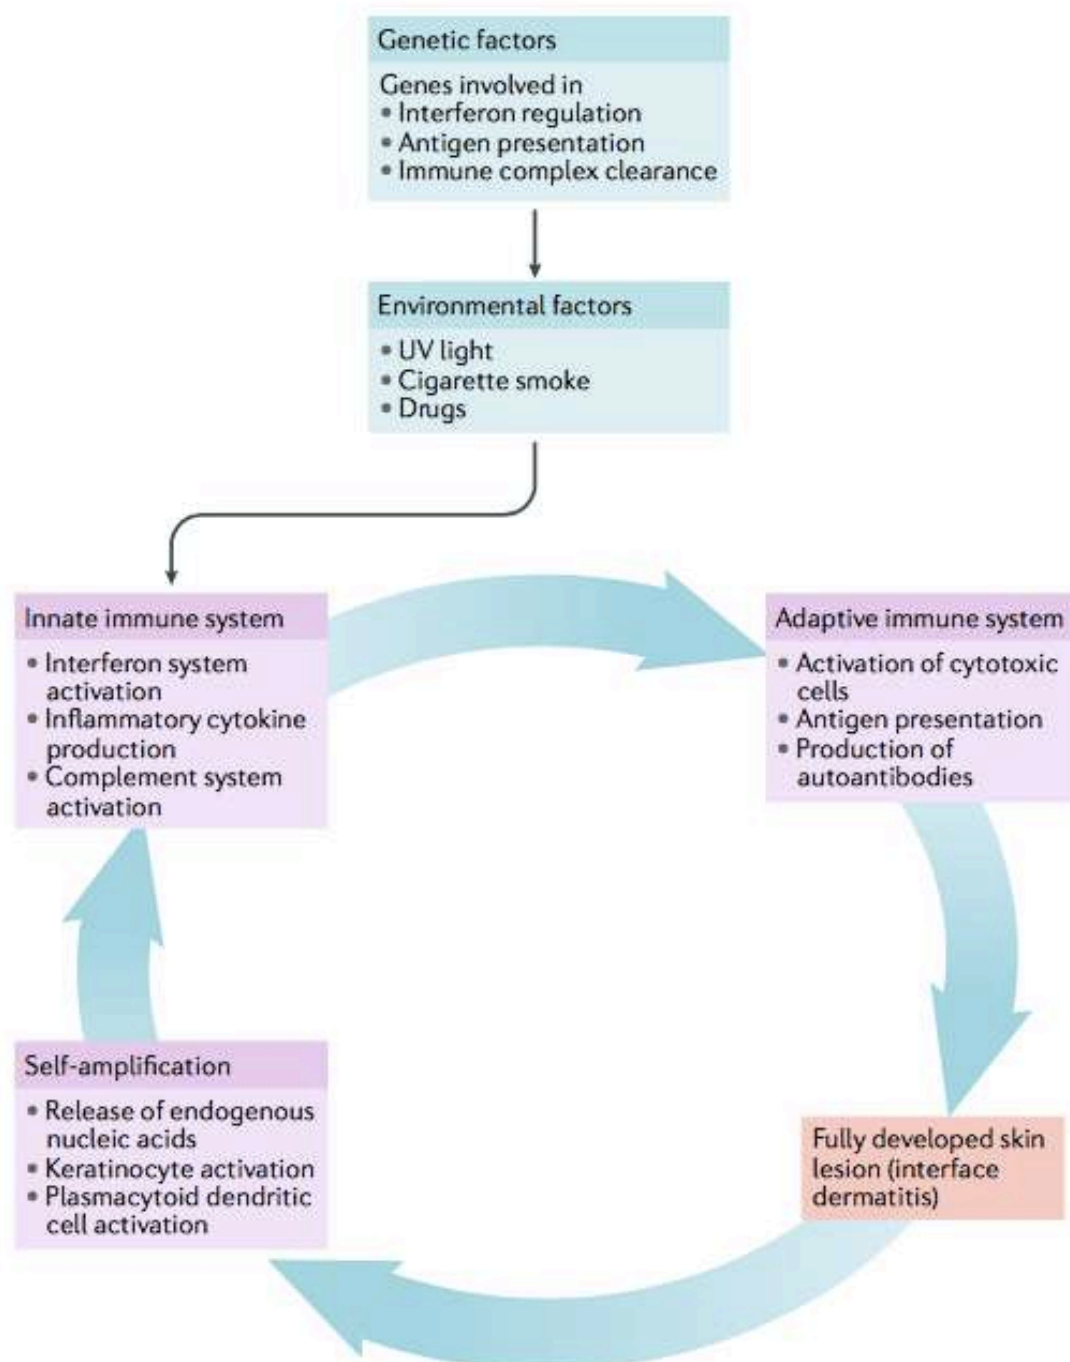 Genetic factors
Genes involved in
• Interferon regulation
• Antigen presentation
• Immune complex clearance
Environmental factors
• UV light
• Cigarette smoke
• Drugs
Innate immune system
• Interferon system
activation
• Inflammatory cytokine
production
• Complement system
activation
Adaptive immune system
• Activation of cytotoxic
cells
• Antigen presentation
• Production of
autoantibodies
Self-amplification
• Release of endogenous
nucleic acids
• Keratinocyte activation
• Plasmacytoid dendritic
cell activation
Fully developed skin
lesion (interface
dermatitis)